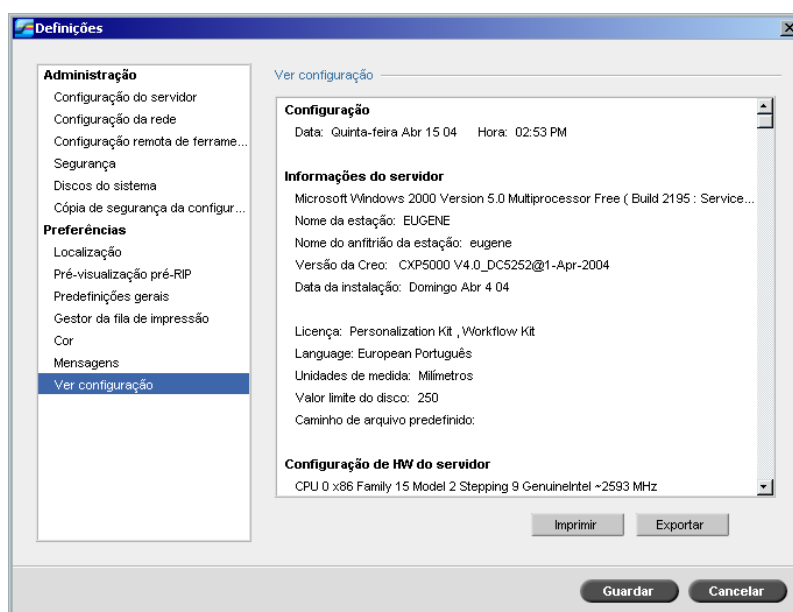 Definições
Administração
Configuração do servidor
Configuração da rede
Configuração remota de ferrame...
Segurança
Discos do sistema
Cópia de segurança da configur...
Preferências
Localização
Pré-visualização pré-RIP
Predefinições gerais
Gestor da fila de impressão
Cor
Mensagens
Ver configuração
Ver configuração
Configuração
Data: Quinta-feira Abr 15 04 Hora: 02:53 PM
Informações do servidor
Microsoft Windows 2000 Version 5.0 Multiprocessor Free ( Build 2195 : Service...
Nome da estação: EUGENE
Nome do anfitrião da estação: eugene
Versão da Creo: CXP5000 V4.0_DC5252@1-Apr-2004
Data da instalação: Domingo Abr 4 04
Licença: Personalization Kit , Workflow Kit
Language: European Português
Unidades de medida: Milímetros
Valor limite do disco: 250
Caminho de arquivo predefinido:
Configuração de HW do servidor
CPU 0 x86 Family 15 Model 2 Stepping 9 GenuineIntel ~2593 MHz
Imprimir Exportar
Guardar Cancelar